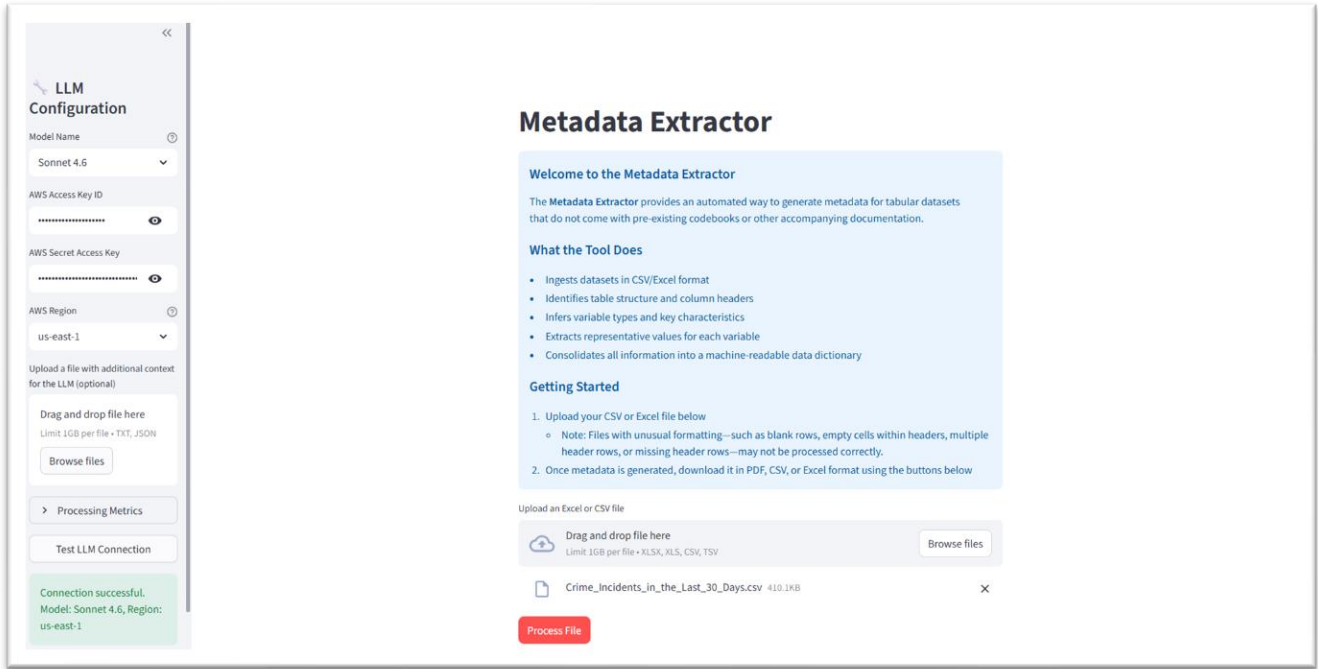 LLM
Configuration
Model Name
Sonnet 4.6
AWS Access Key ID
AWS Secret Access Key
AWS Region
us-east-1
Upload a file with additional context
for the LLM (optional)
Drag and drop file here
Limit 1GB per file • TXT, JSON
Browse files
Processing Metrics
Test LLM Connection
Connection successful.
Model: Sonnet 4.6, Region:
us-east-1
Metadata Extractor
Welcome to the Metadata Extractor
The Metadata Extractor provides an automated way to generate metadata for tabular datasets
that do not come with pre-existing codebooks or other accompanying documentation.
What the Tool Does
• Ingests datasets in CSV/Excel format
• Identifies table structure and column headers
• Infers variable types and key characteristics
• Extracts representative values for each variable
• Consolidates all information into a machine-readable data dictionary
Getting Started
1. Upload your CSV or Excel file below
Note: Files with unusual formatting—such as blank rows, empty cells within headers, multiple
header rows, or missing header rows—may not be processed correctly.
2. Once metadata is generated, download it in PDF, CSV, or Excel format using the buttons below
Upload an Excel or CSV file
Drag and drop file here
Limit 1GB per file • XLSX, XLS, CSV, TSV
Browse files
Crime_Incidents_in_the_Last_30_Days.csv 410.1KB
Process File